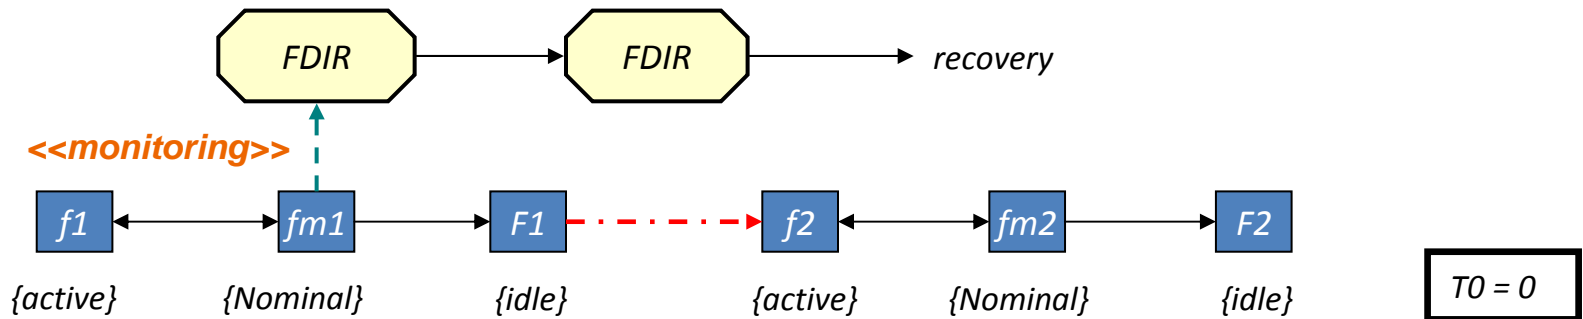 FDIR
FDIR
recovery
<<monitoring>>
f1
fm1
F1
f2
fm2
F2
{active}
{Nominal}
{idle}
{active}
{Nominal}
{idle}
T0 = 0